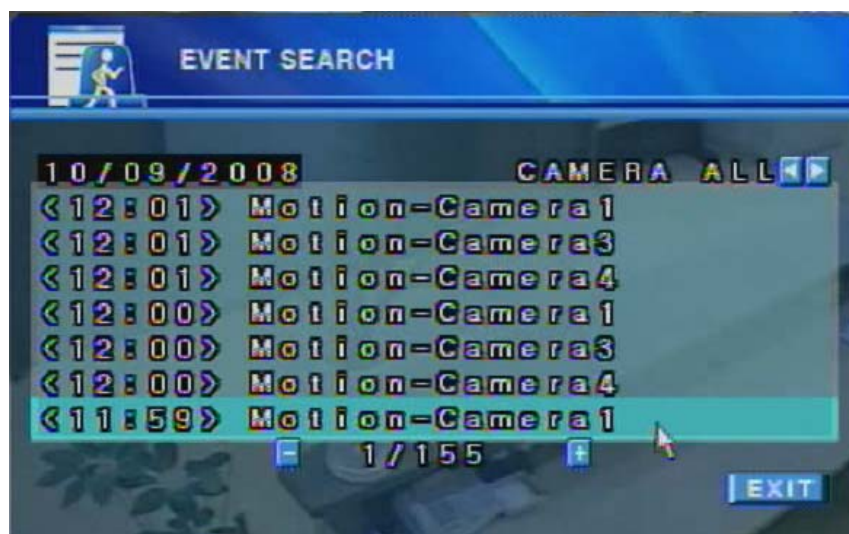 EVENT SEARCH
10/09/2008 CAMERA ALL
<12:01> Motion-Camera1
<12:01> Motion-Camera3
<12:01> Motion-Camera4
<12:00> Motion-Camera1
<12:00> Motion-Camera3
<12:00> Motion-Camera4
<11:59> Motion-Camera1
- 1/155 +
EXIT